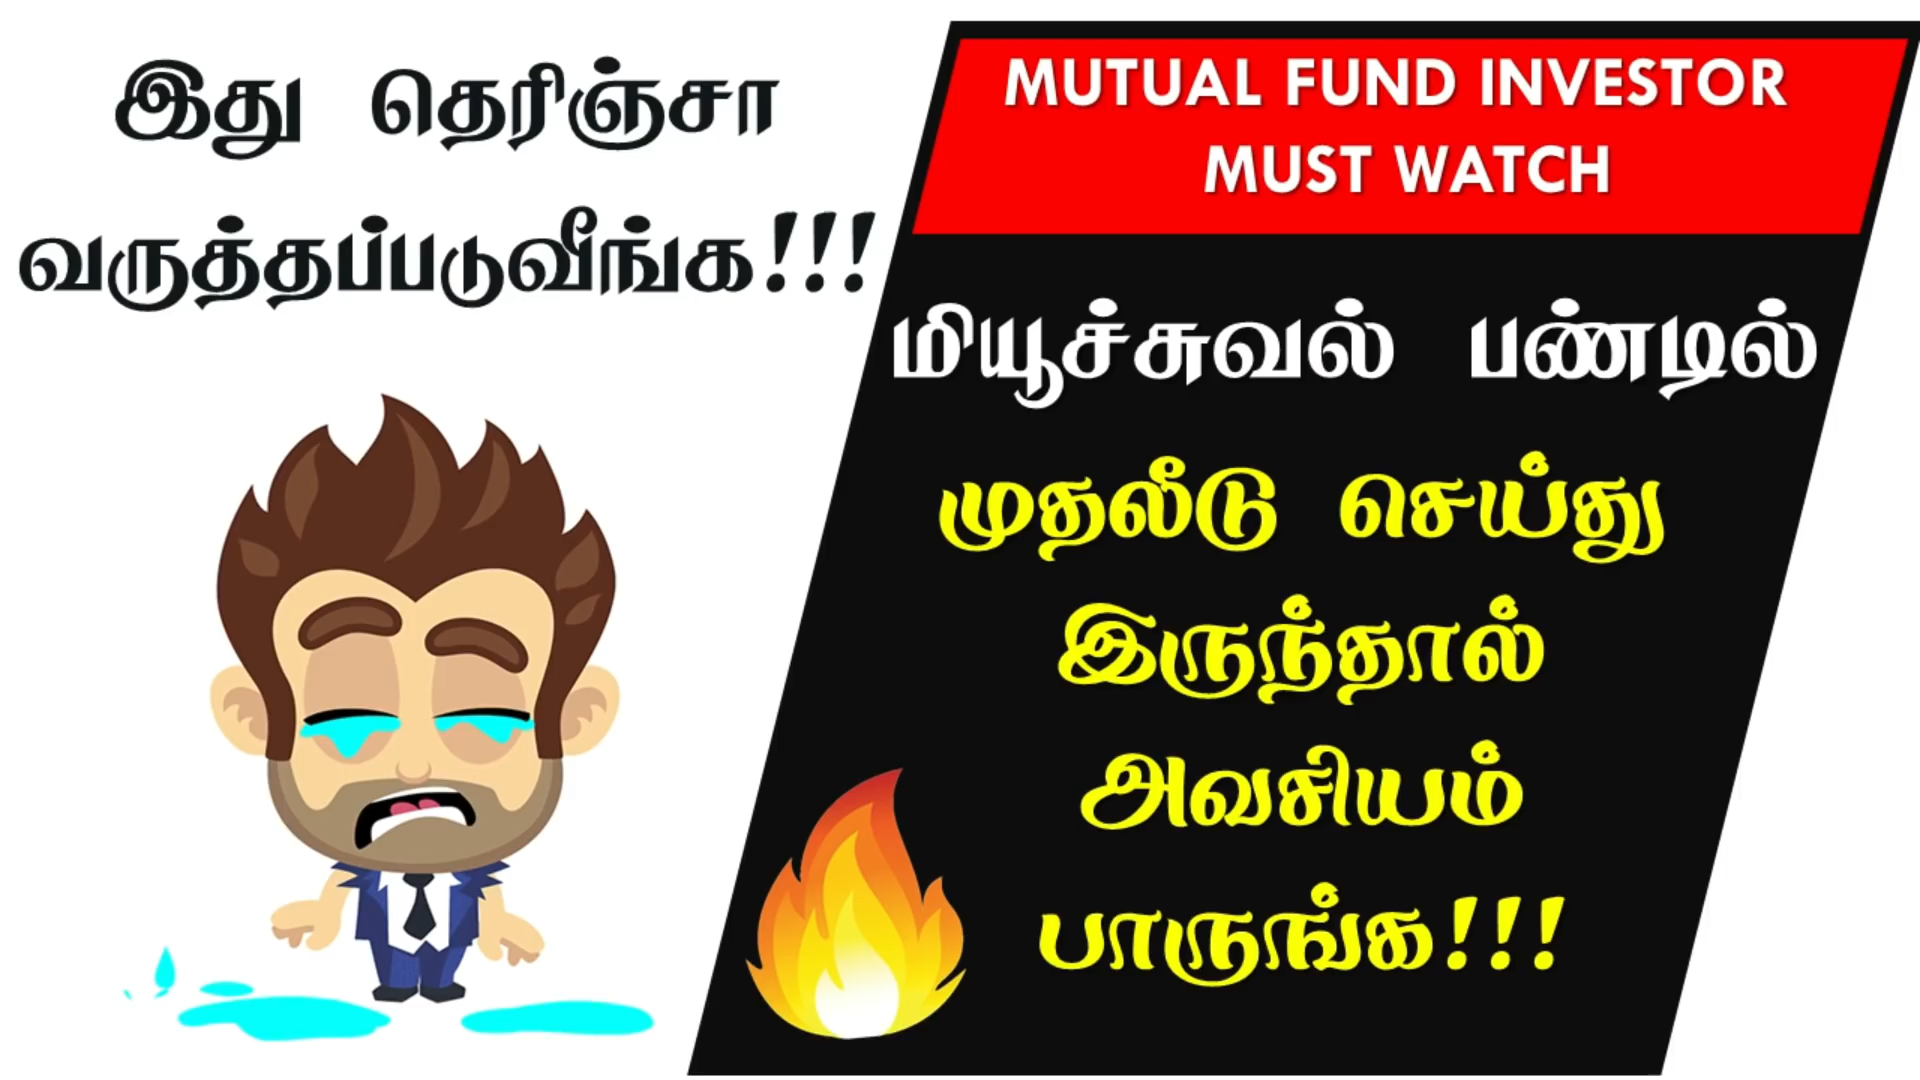 இது தெரிஞ்சா
வருத்தப்படுவீங்க!!!
MUTUAL FUND INVESTOR
MUST WATCH
மியூச்சுவல் பண்டில்
முதலீடு செய்து
இருந்தால்
அவசியம்
பாருங்க!!!